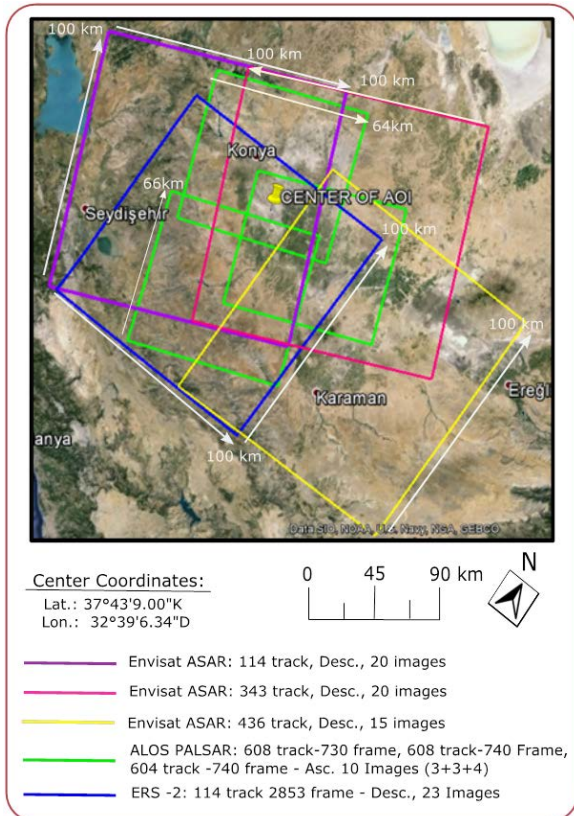 100 km
100 km
100 km
64km
Konya
66km
CENTER OF AOI
Seydişehir
100 km
100 km
Karaman
Ereğl
anya
100 km
Data SIO, NOAA, U.S. Navy, NGA, GEBCO
Center Coordinates:
Lat.: 37°43'9.00"K
Lon.: 32°39'6.34"D
0 45 90 km
N
Envisat ASAR: 114 track, Desc., 20 images
Envisat ASAR: 343 track, Desc., 20 images
Envisat ASAR: 436 track, Desc., 15 images
ALOS PALSAR: 608 track-730 frame, 608 track-740 Frame,
604 track -740 frame - Asc. 10 Images (3+3+4)
ERS -2: 114 track 2853 frame - Desc., 23 Images